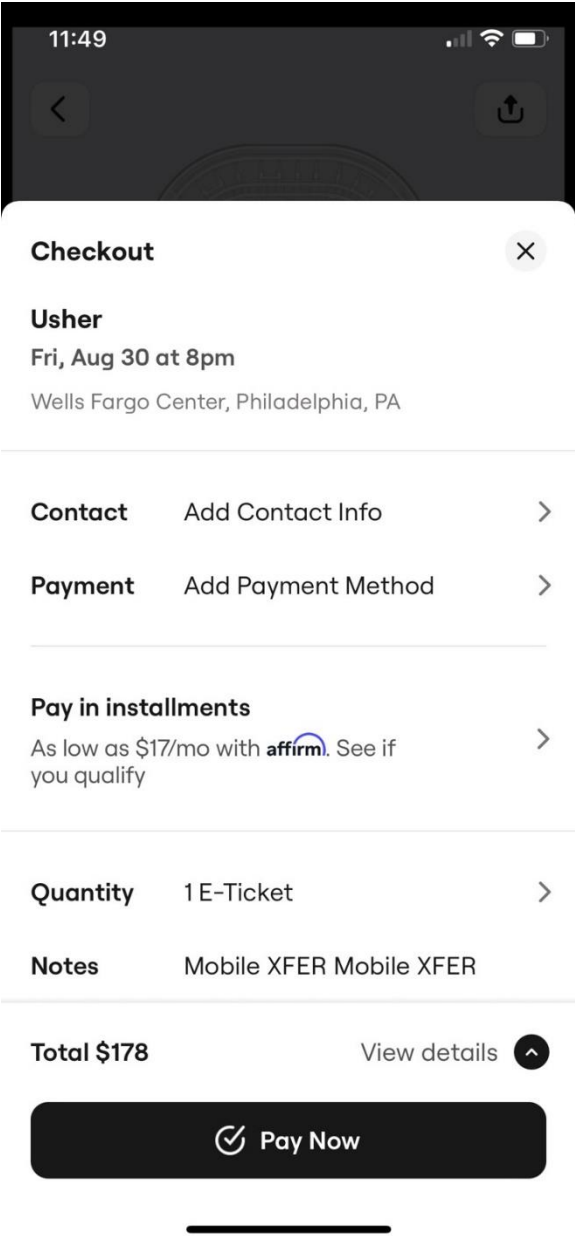 11:49
Checkout
Usher
Fri, Aug 30 at 8pm
Wells Fargo Center, Philadelphia, PA
Contact Add Contact Info
Payment Add Payment Method
Pay in installments
As low as $17/mo with affirm. See if
you qualify
Quantity 1 E-Ticket
Notes Mobile XFER Mobile XFER
Total $178 View details
Pay Now